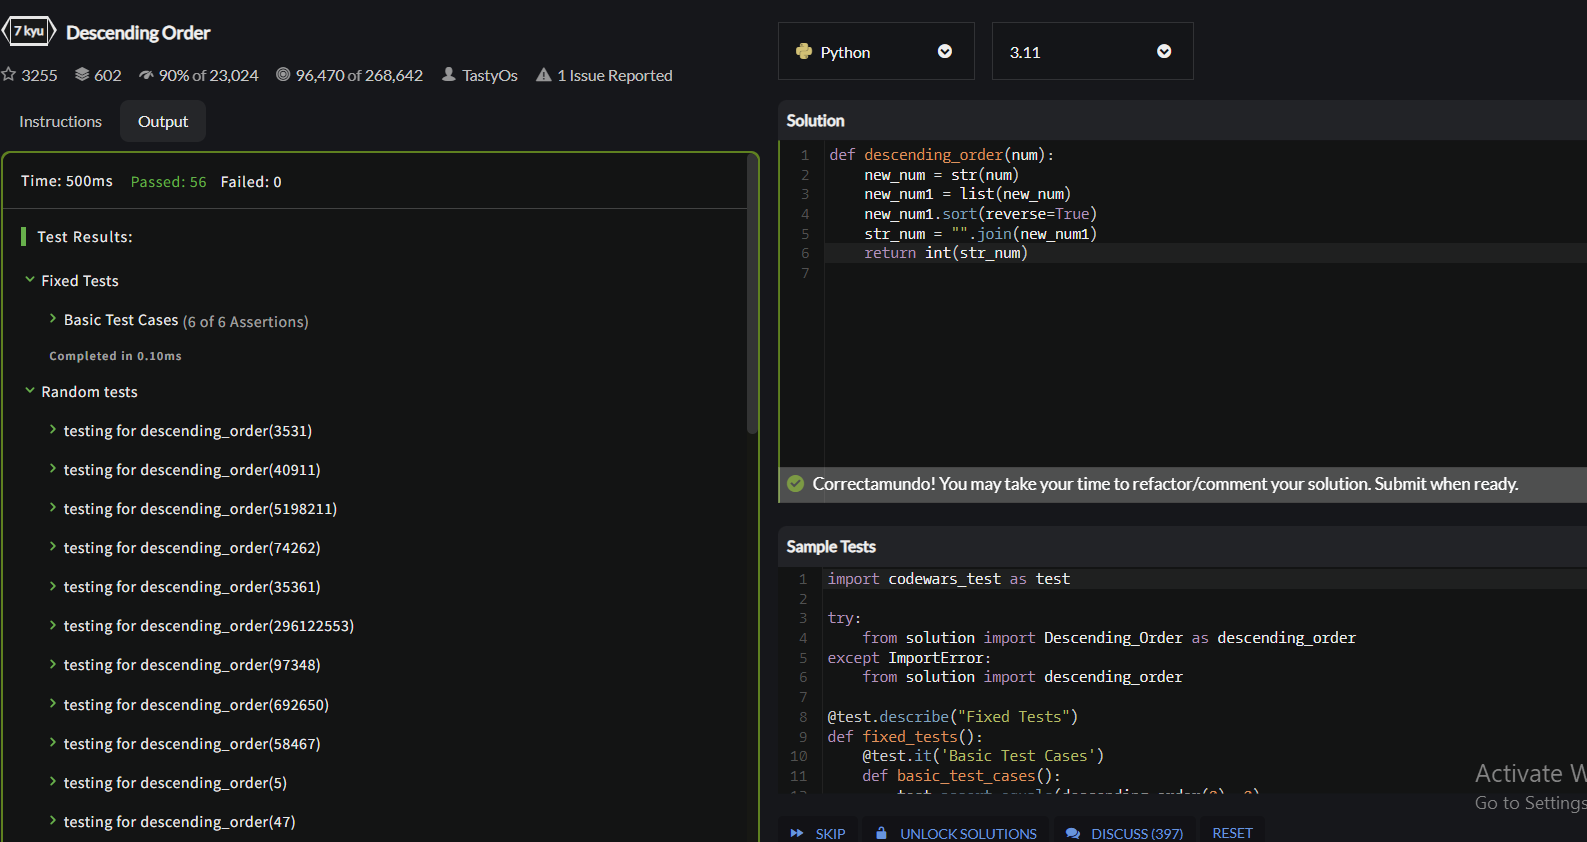 7 kyu Descending Order
3255 602 90% of 23,024 96,470 of 268,642 TastyOs 1 Issue Reported
Instructions Output
Time: 500ms Passed: 56 Failed: 0
Test Results:
Fixed Tests
Basic Test Cases (6 of 6 Assertions)
Completed in 0.10ms
Random tests
testing for descending_order(3531)
testing for descending_order(40911)
testing for descending_order(5198211)
testing for descending_order(74262)
testing for descending_order(35361)
testing for descending_order(296122553)
testing for descending_order(97348)
testing for descending_order(692650)
testing for descending_order(58467)
testing for descending_order(5)
testing for descending_order(47)
Python 3.11
Solution
1 def descending_order(num):
2 new_num = str(num)
3 new_num1 = list(new_num)
4 new_num1.sort(reverse=True)
5 str_num = "".join(new_num1)
6 return int(str_num)
7
Correctamundo! You may take your time to refactor/comment your solution. Submit when ready.
Sample Tests
1 import codewars_test as test
2
3 try:
4 from solution import Descending_Order as descending_order
5 except ImportError:
6 from solution import descending_order
7
8 @test.describe("Fixed Tests")
9 def fixed_tests():
10 @test.it('Basic Test Cases')
11 def basic_test_cases():
Activate W
Go to Settings
SKIP UNLOCK SOLUTIONS DISCUSS (397) RESET